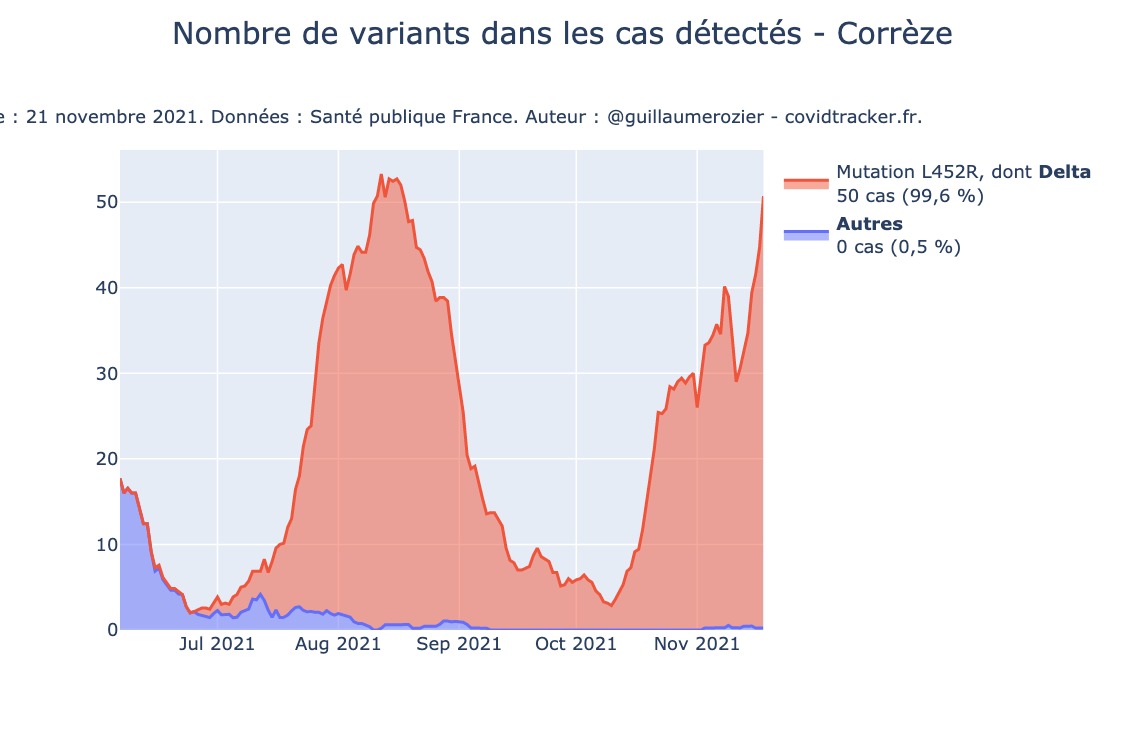 Nombre de variants dans les cas détectés - Corrèze
: 21 novembre 2021. Données : Santé publique France. Auteur : @guillaumerozier - covidtracker.fr.
Mutation L452R, dont Delta
50 cas (99,6 %)
Autres
0 cas (0,5 %)
50
40
30
20
10
0
Jul 2021
Aug 2021
Sep 2021
Oct 2021
Nov 2021